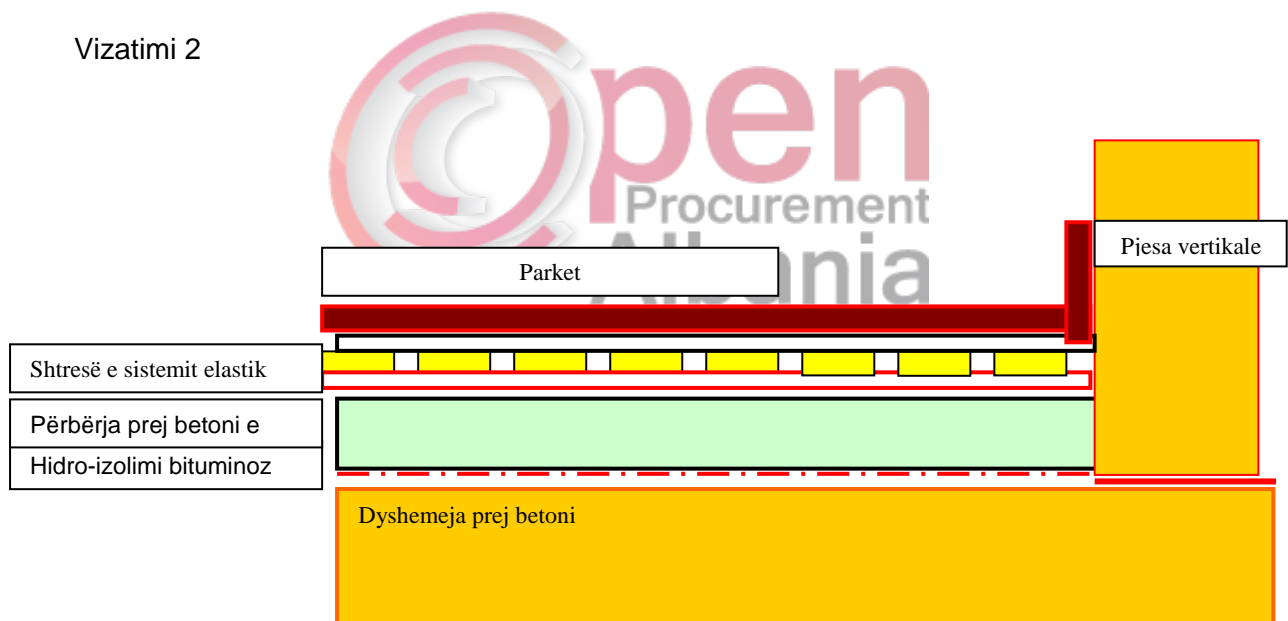 Vizatimi 2
Open
Procurement
Albania
Parket
Pjesa vertikale
Shtresë e sistemit elastik
Përbërja prej betoni e
Hidro-izolimi bituminoz
Dyshemeja prej betoni